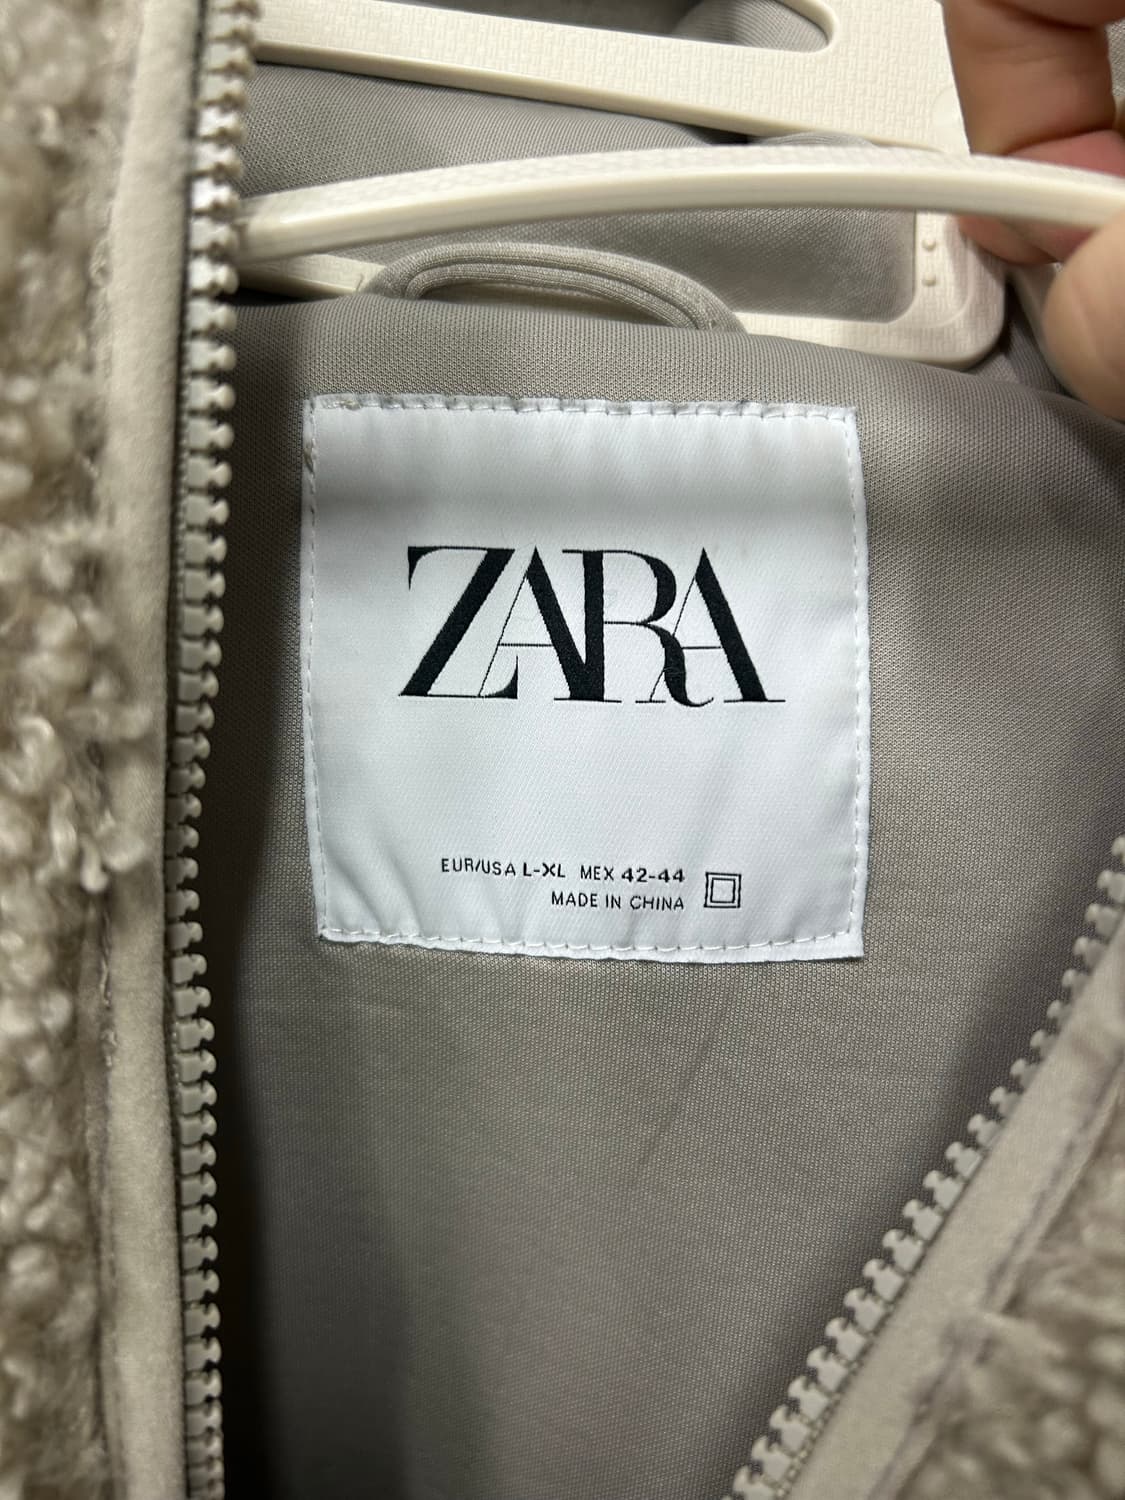 ZARA
EUR/USA L-XL MEX 42-44
MADE IN CHINA